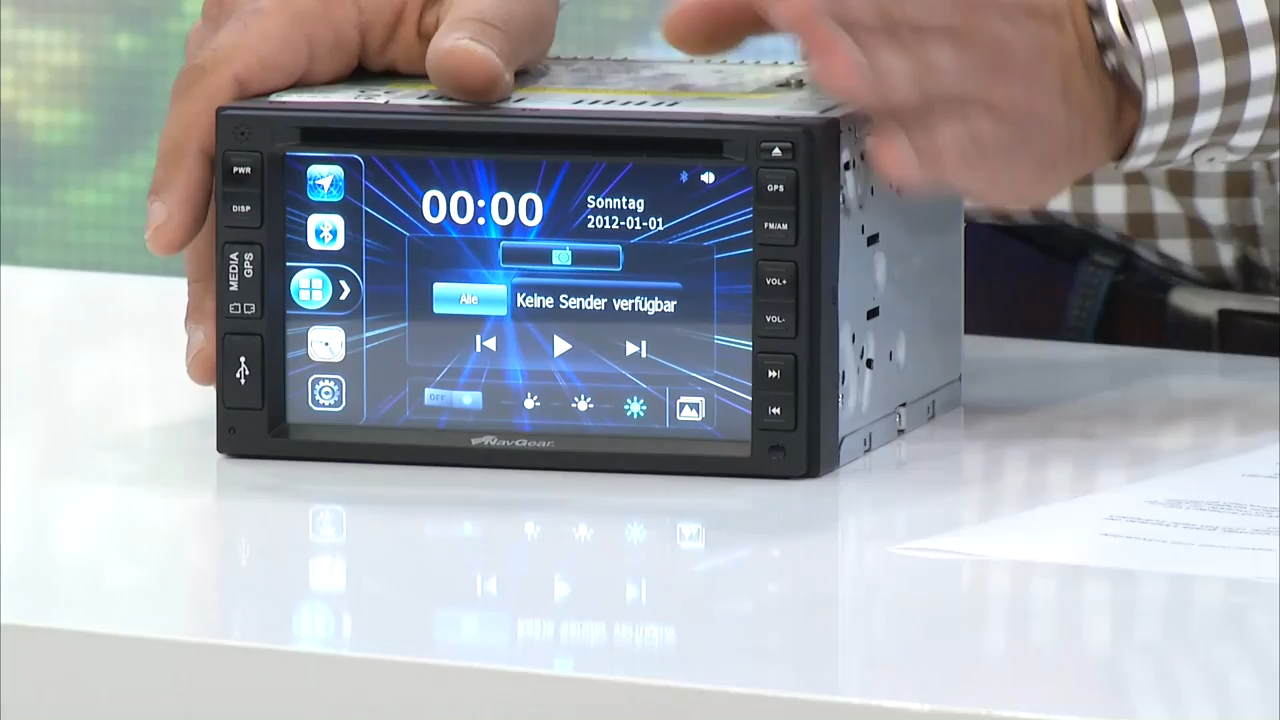 PWR
DISP
MEDIA
GPS
00:00
Sonntag
2012-01-01
Alle
Keine Sender verfügbar
OFF
NavGear
GPS
FM/AM
VOL+
VOL-